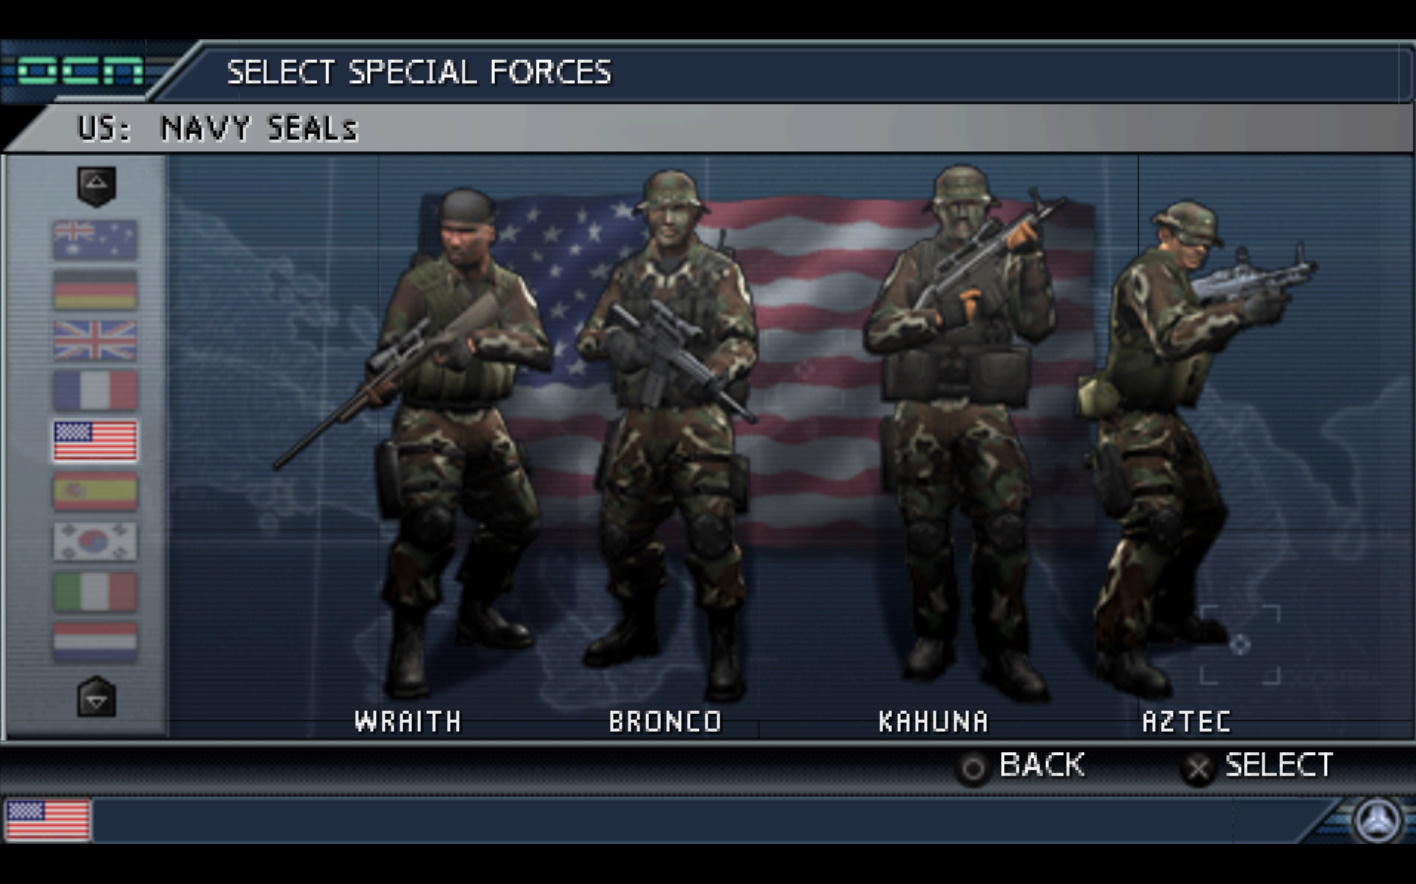 OCN
SELECT SPECIAL FORCES
US: NAVY SEALs
WRAITH BRONCO KAHUNA AZTEC
BACK SELECT